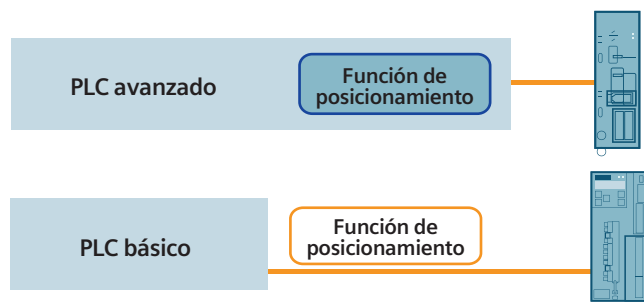 PLC avanzado
Función de
posicionamiento
PLC básico
Función de
posicionamiento